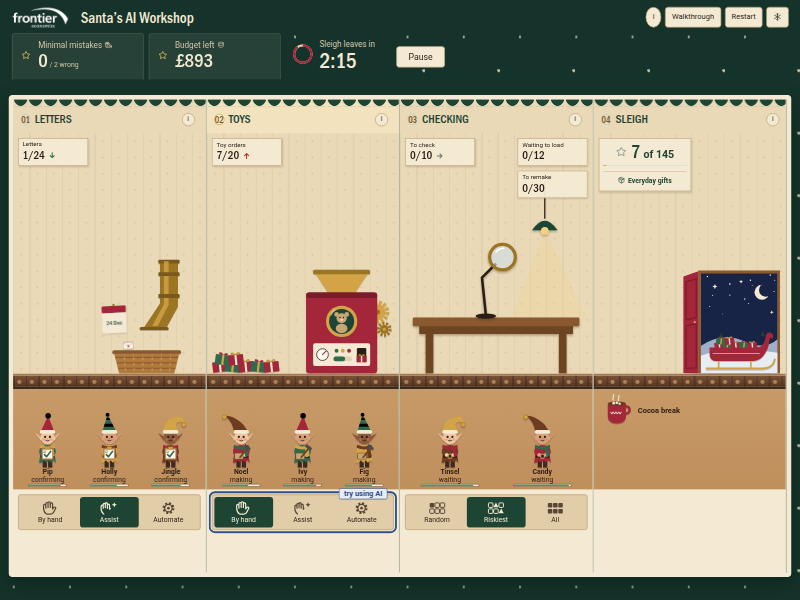 frontier
economics
Santa's AI Workshop
i
Walkthrough
Restart
Minimal mistakes
0 / 2 wrong
Budget left
£893
Sleigh leaves in
2:15
Pause
01 LETTERS
i
02 TOYS
i
03 CHECKING
i
04 SLEIGH
i
Letters
1/24
Toy orders
7/20
To check
0/10
Waiting to load
0/12
To remake
0/30
7 of 145
Everyday gifts
24 Dec
Cocoa break
Pip
confirming
Holly
confirming
Jingle
confirming
Noel
making
Ivy
making
Fig
making
Tinsel
waiting
Candy
waiting
try using AI
By hand
Assist
Automate
By hand
Assist
Automate
Random
Riskiest
All